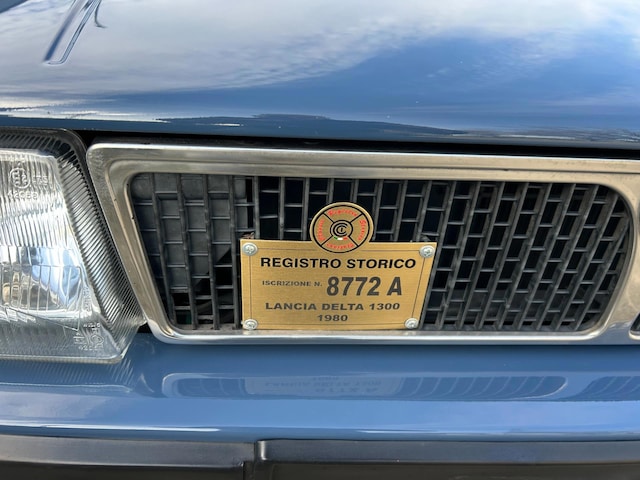 REGISTRO STORICO
ISCRIZIONE N. 8772 A
LANCIA DELTA 1300
1980